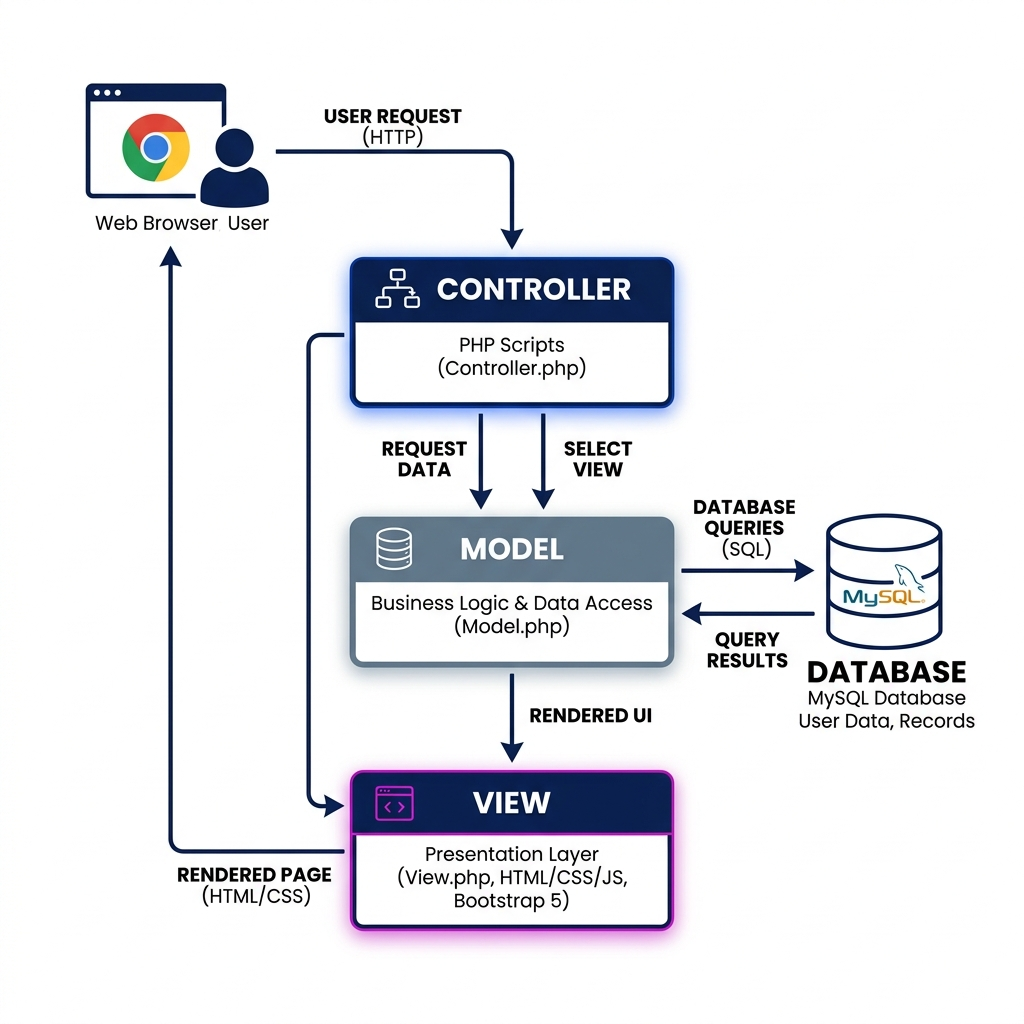 USER REQUEST
(HTTP)
Web Browser User
CONTROLLER
PHP Scripts
(Controller.php)
REQUEST
DATA
SELECT
VIEW
MODEL
Business Logic & Data Access
(Model.php)
DATABASE
QUERIES
(SQL)
MySQL
QUERY
RESULTS
DATABASE
MySQL Database
User Data, Records
RENDERED UI
VIEW
Presentation Layer
(View.php, HTML/CSS/JS,
Bootstrap 5)
RENDERED PAGE
(HTML/CSS)